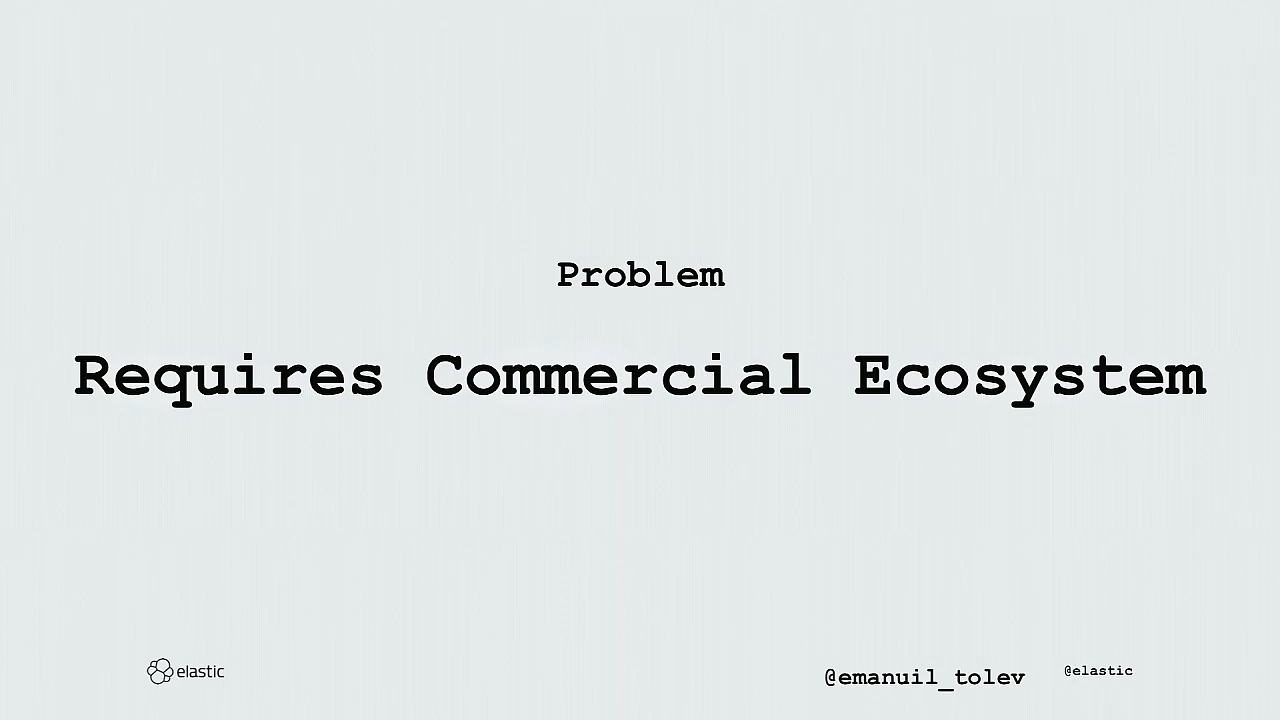 Problem
Requires Commercial Ecosystem
elastic
@emanuil_tolev
@elastic